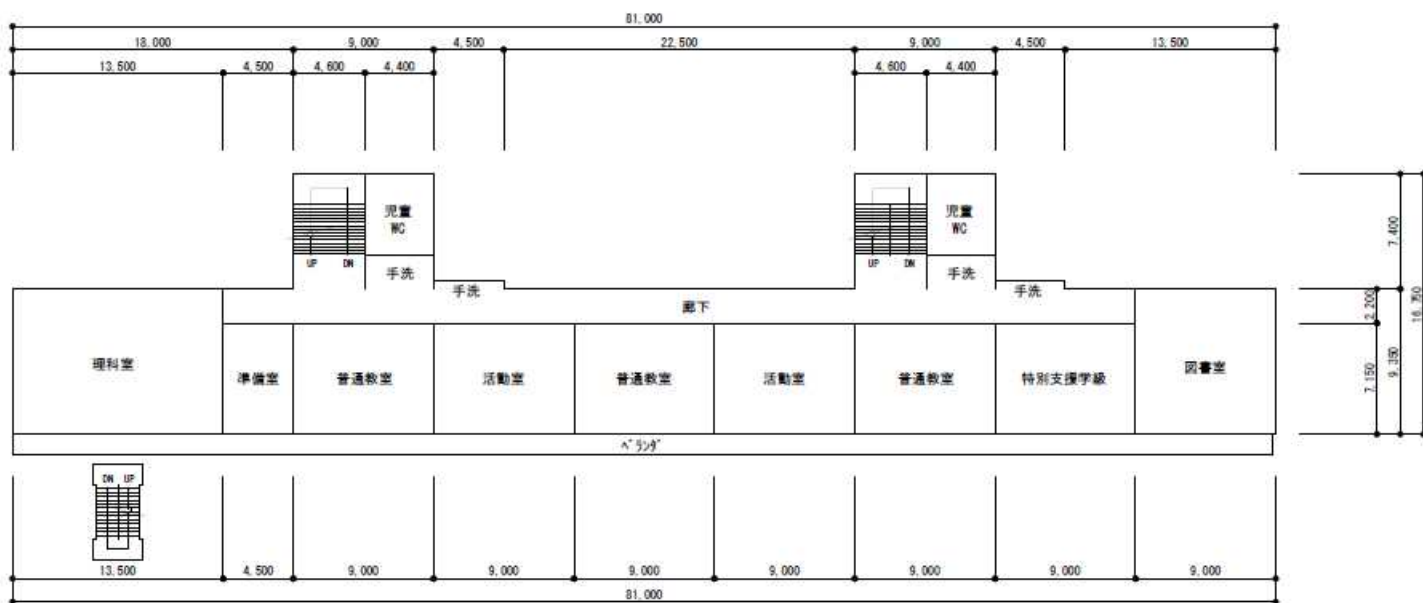 81,000
18,000 9,000 4,500 22,500 9,000 4,500 13,500
13,500 4,500 4,600 4,400 4,600 4,400
児童 児童
WC WC
UP DN UP DN
手洗 手洗
手洗 手洗
廊下
理科室 準備室 普通教室 活動室 普通教室 活動室 普通教室 特別支援学級 図書室
7,400
2,200
16,750
9,350
7,150
ベランダ
DN UP
13,500 4,500 9,000 9,000 9,000 9,000 9,000 9,000 9,000
81,000